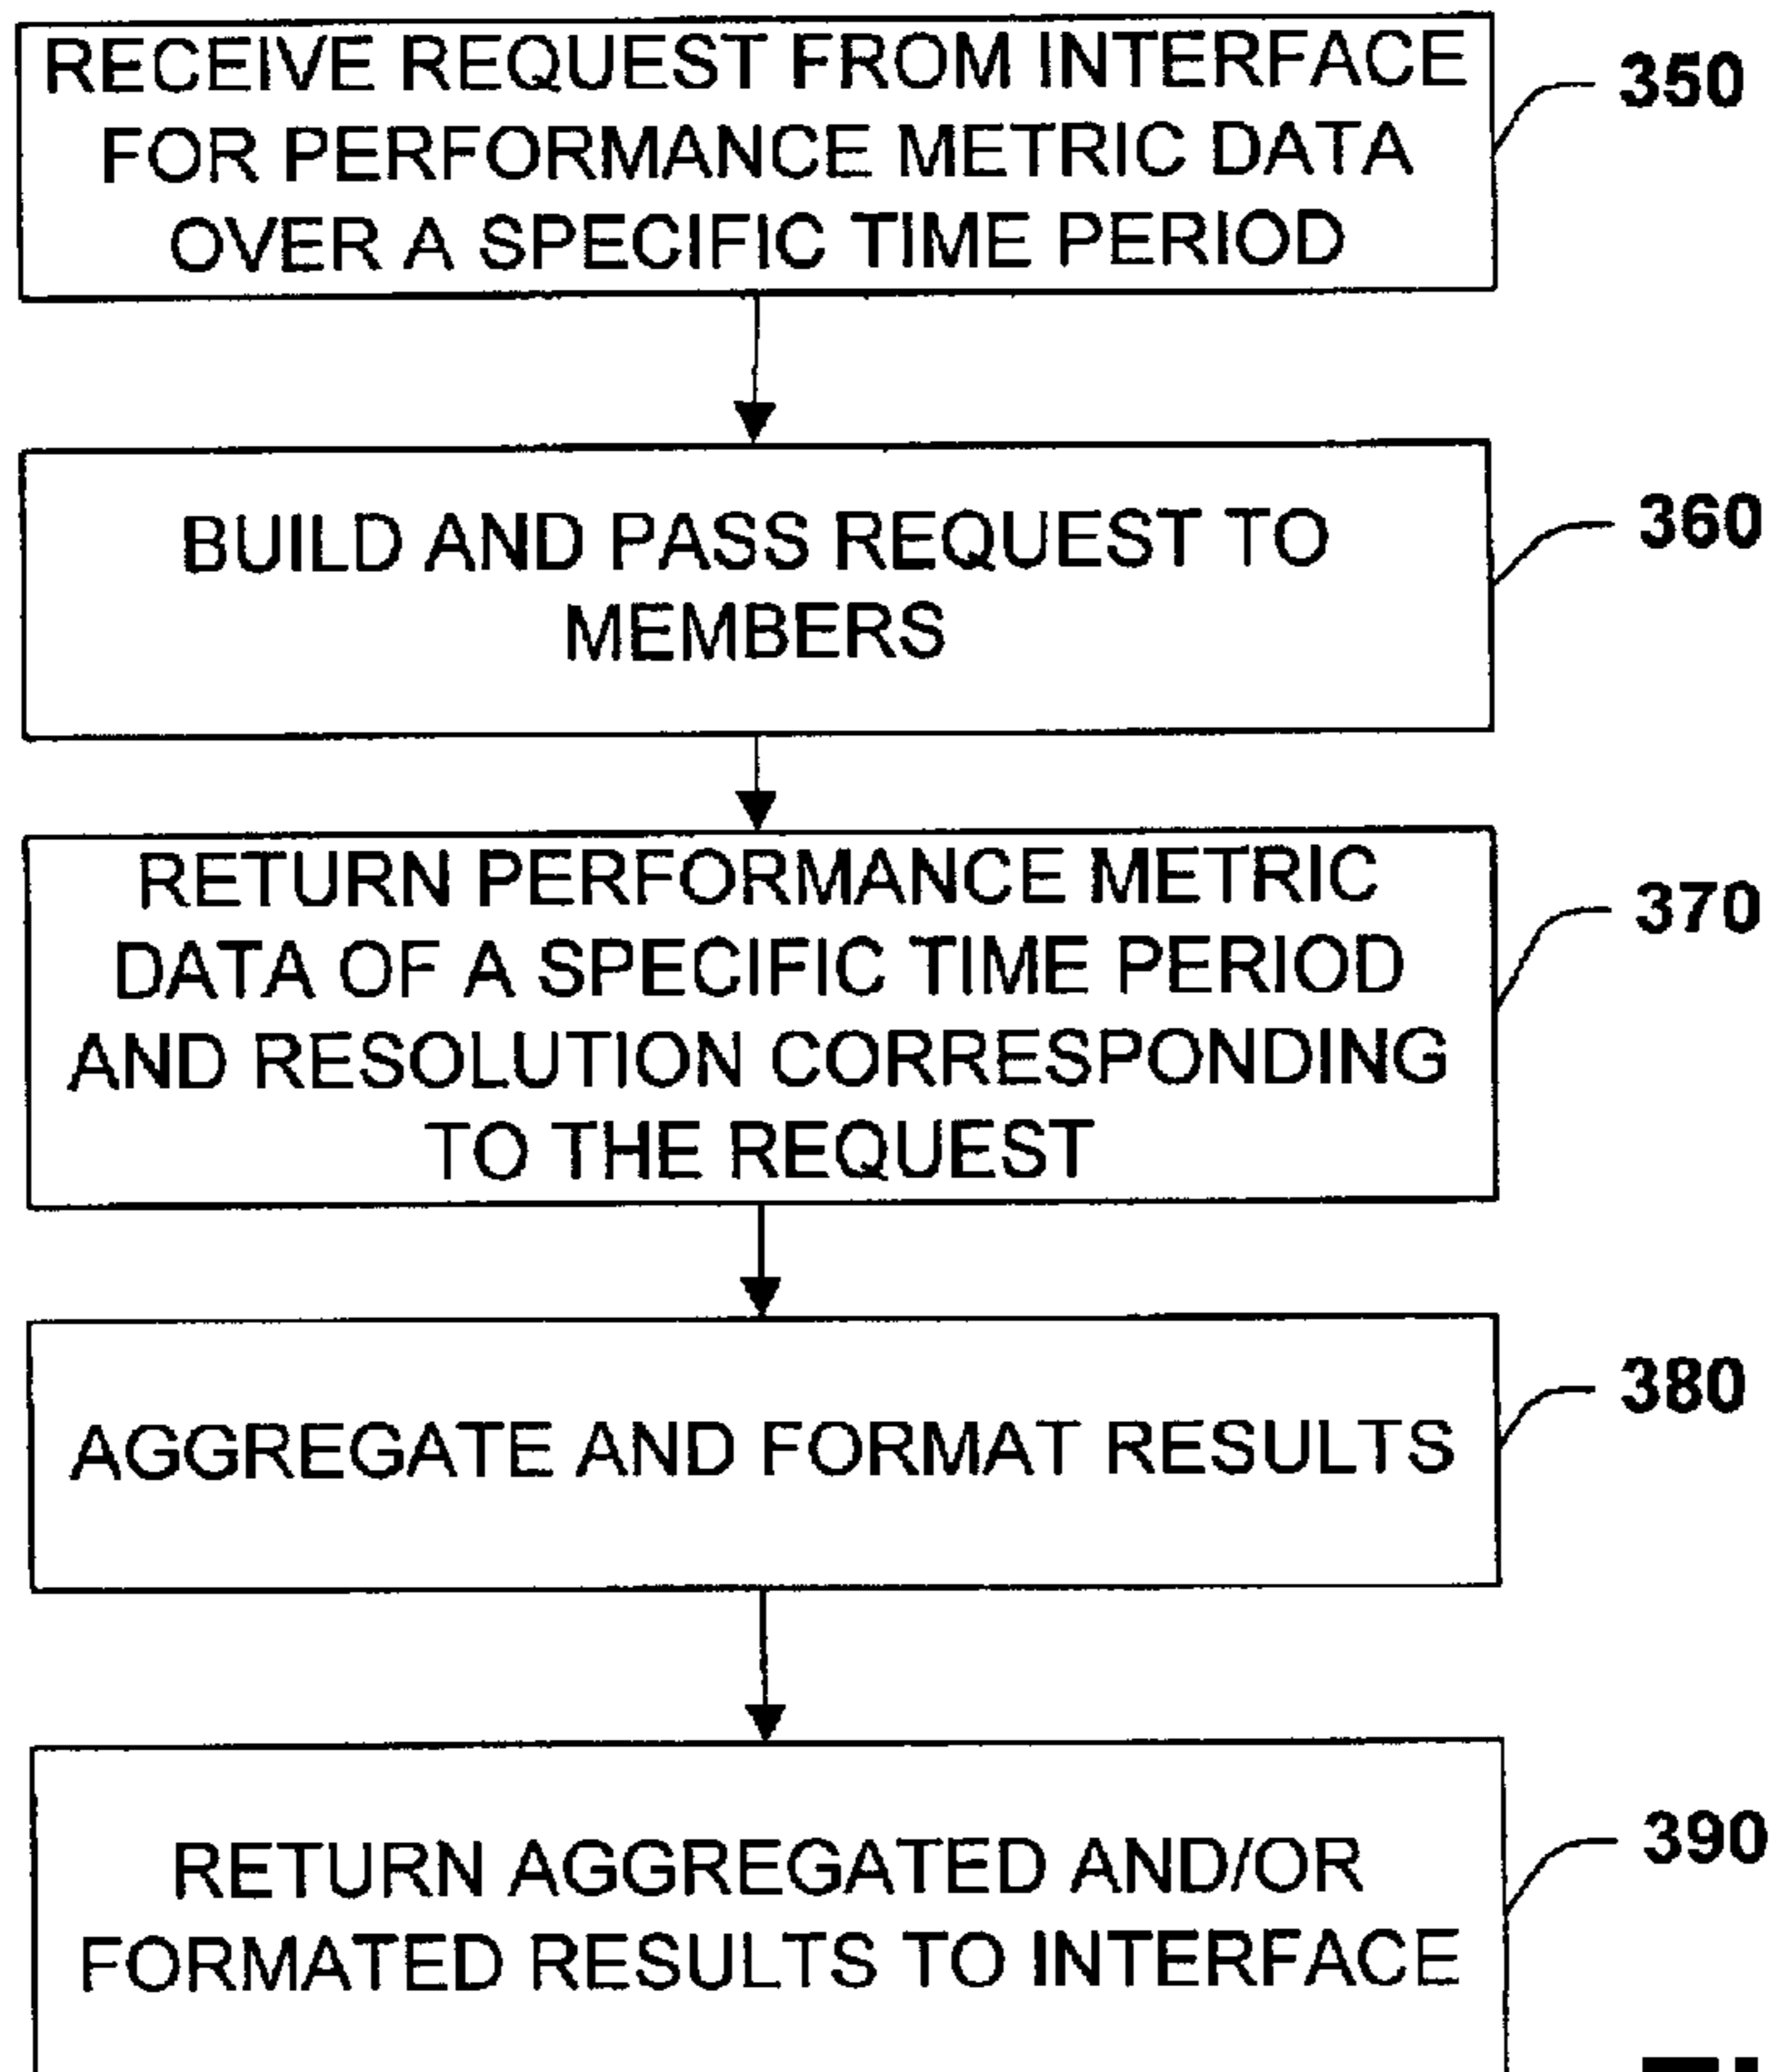 RECEIVE REQUEST FROM INTERFACE
FOR PERFORMANCE METRIC DATA
OVER A SPECIFIC TIME PERIOD
350
BUILD AND PASS REQUEST TO
MEMBERS
360
RETURN PERFORMANCE METRIC
DATA OF A SPECIFIC TIME PERIOD
AND RESOLUTION CORRESPONDING
TO THE REQUEST
370
AGGREGATE AND FORMAT RESULTS
380
RETURN AGGREGATED AND/OR
FORMATED RESULTS TO INTERFACE
390